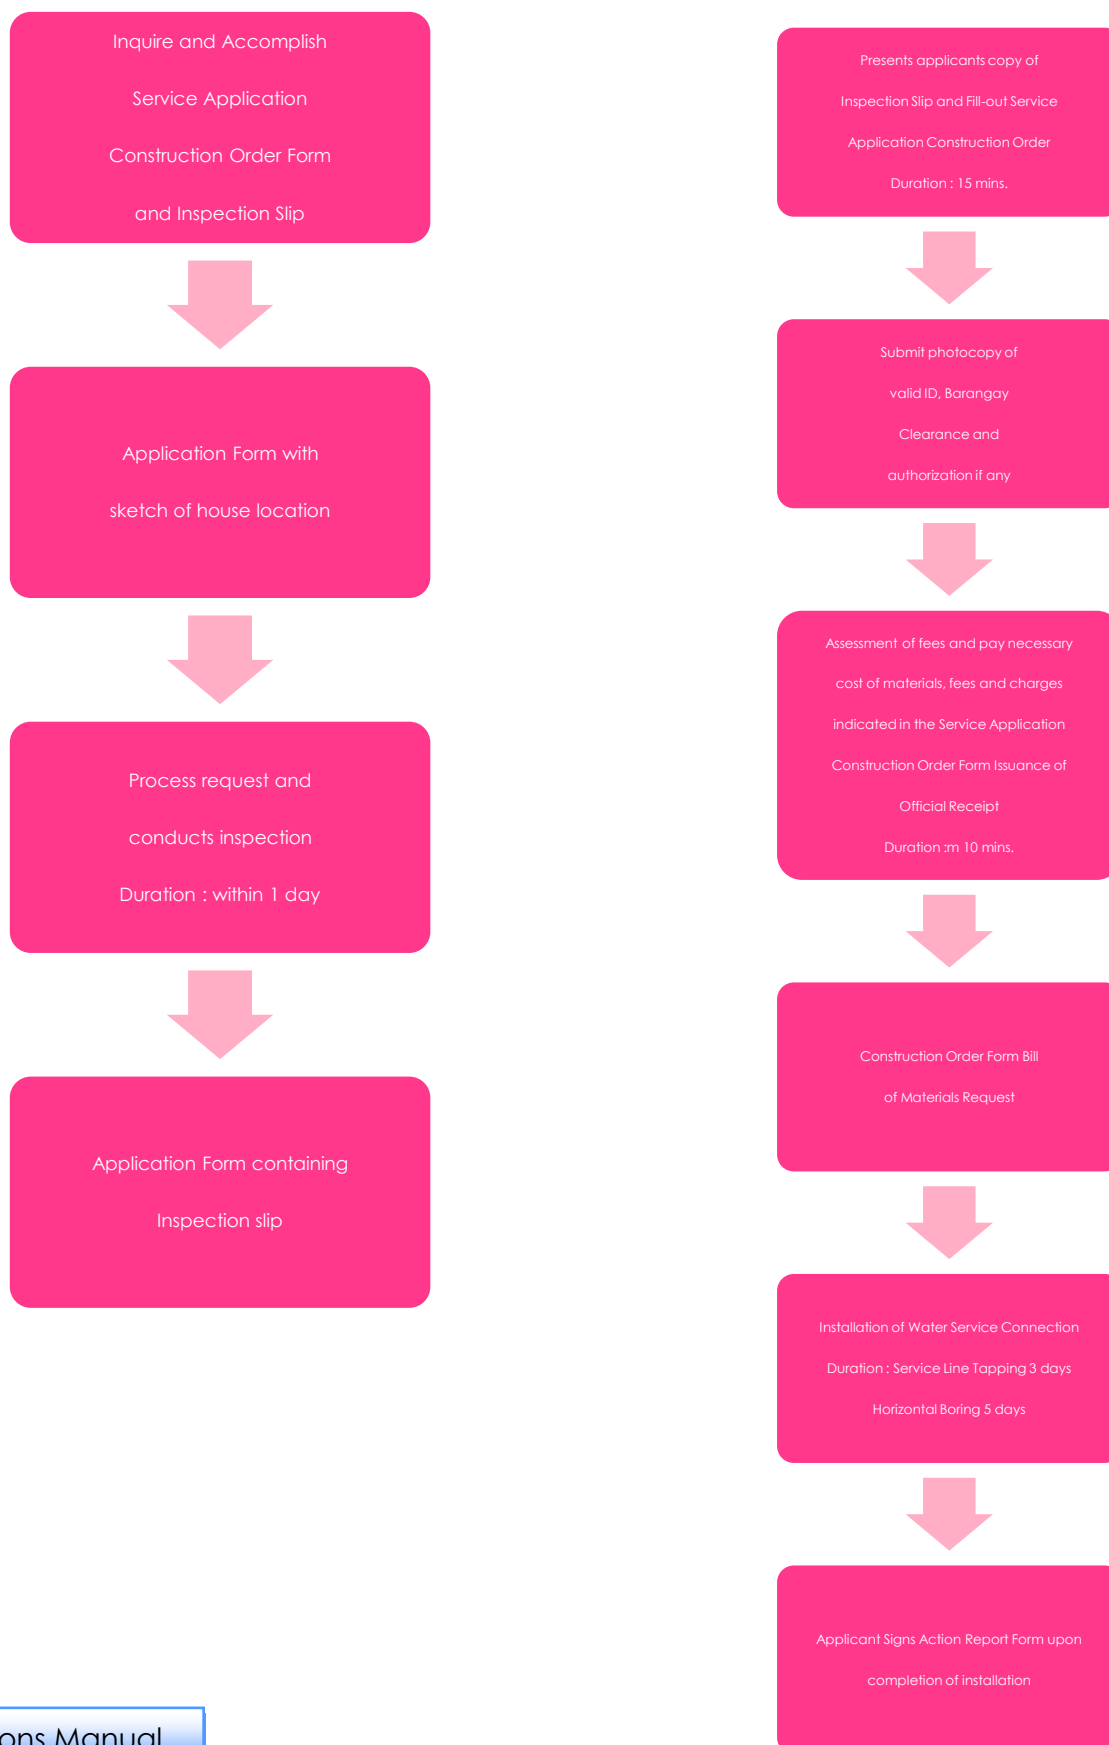 Inquire and Accomplish
Service Application
Construction Order Form
and Inspection Slip
Application Form with
sketch of house location
Process request and
conducts inspection
Duration : within 1 day
Application Form containing
Inspection slip
Presents applicants copy of
Inspection Slip and Fill-out Service
Application Construction Order
Duration : 15 mins.
Submit photocopy of
valid ID, Barangay
Clearance and
authorization if any
Assessment of fees and pay necessary
cost of materials, fees and charges
indicated in the Service Application
Construction Order Form Issuance of
Official Receipt
Duration :m 10 mins.
Construction Order Form Bill
of Materials Request
Installation of Water Service Connection
Duration : Service Line Tapping 3 days
Horizontal Boring 5 days
Applicant Signs Action Report Form upon
completion of installation
ons Manual